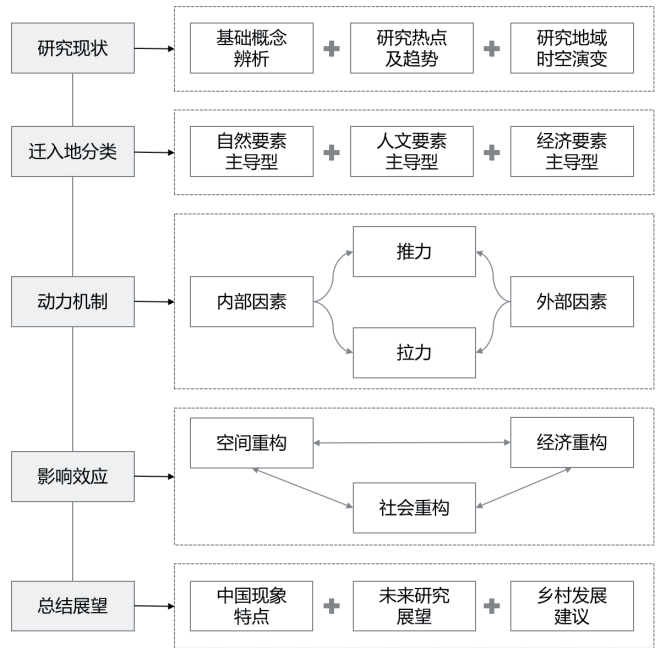 研究现状
基础概念
辨析
研究热点
及趋势
研究地域
时空演变
迁入地分类
自然要素
主导型
人文要素
主导型
经济要素
主导型
动力机制
内部因素
推力
拉力
外部因素
影响效应
空间重构
经济重构
社会重构
总结展望
中国现象
特点
未来研究
展望
乡村发展
建议